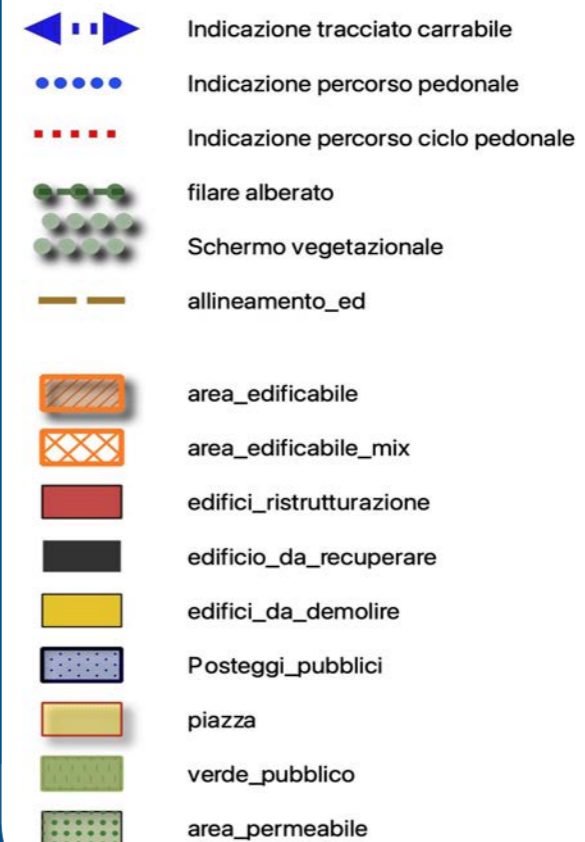 Indicazione tracciato carrabile
Indicazione percorso pedonale
Indicazione percorso ciclo pedonale
filare alberato
Schermo vegetazionale
allineamento_ed
area_edificabile
area_edificabile_mix
edifici_ristrutturazione
edificio_da_recuperare
edifici_da_demolire
Posteggi_pubblici
piazza
verde_pubblico
area_permeabile